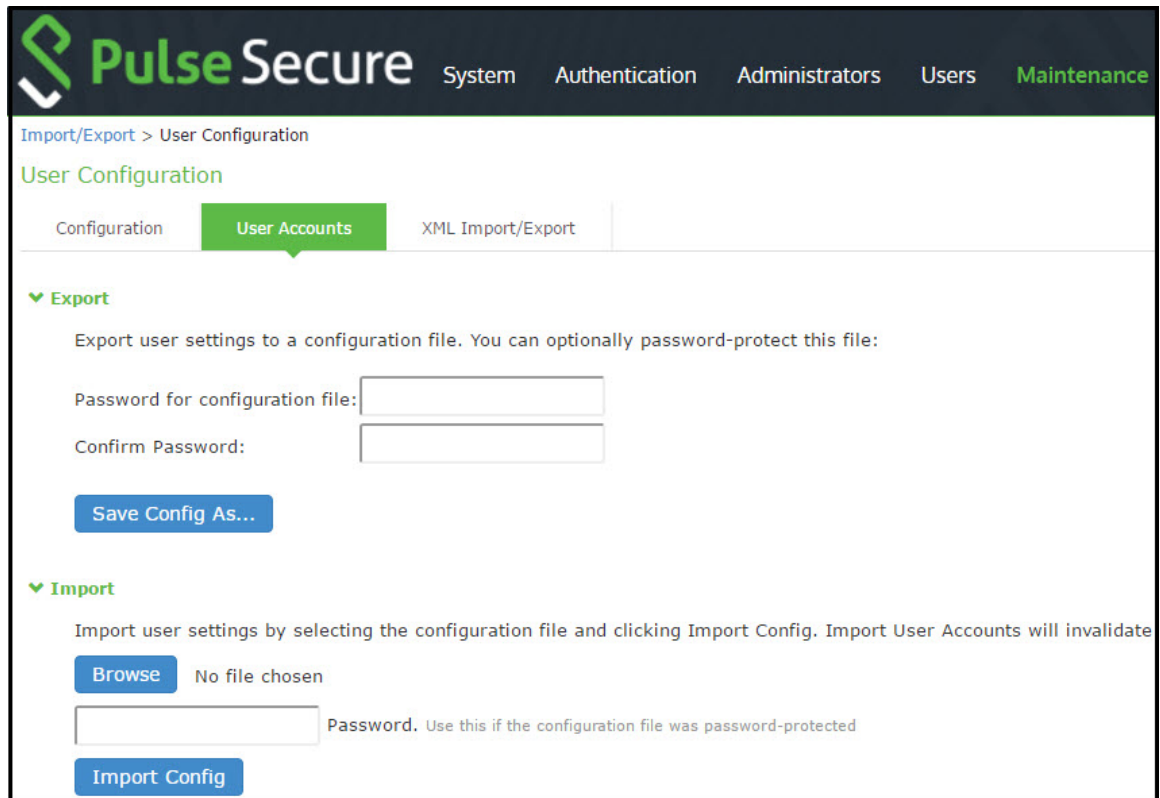 Pulse Secure System Authentication Administrators Users Maintenance
Import/Export > User Configuration
User Configuration
Configuration User Accounts XML Import/Export
Export
Export user settings to a configuration file. You can optionally password-protect this file:
Password for configuration file:
Confirm Password:
Save Config As...
Import
Import user settings by selecting the configuration file and clicking Import Config. Import User Accounts will invalidate
Browse No file chosen
Password. Use this if the configuration file was password-protected
Import Config